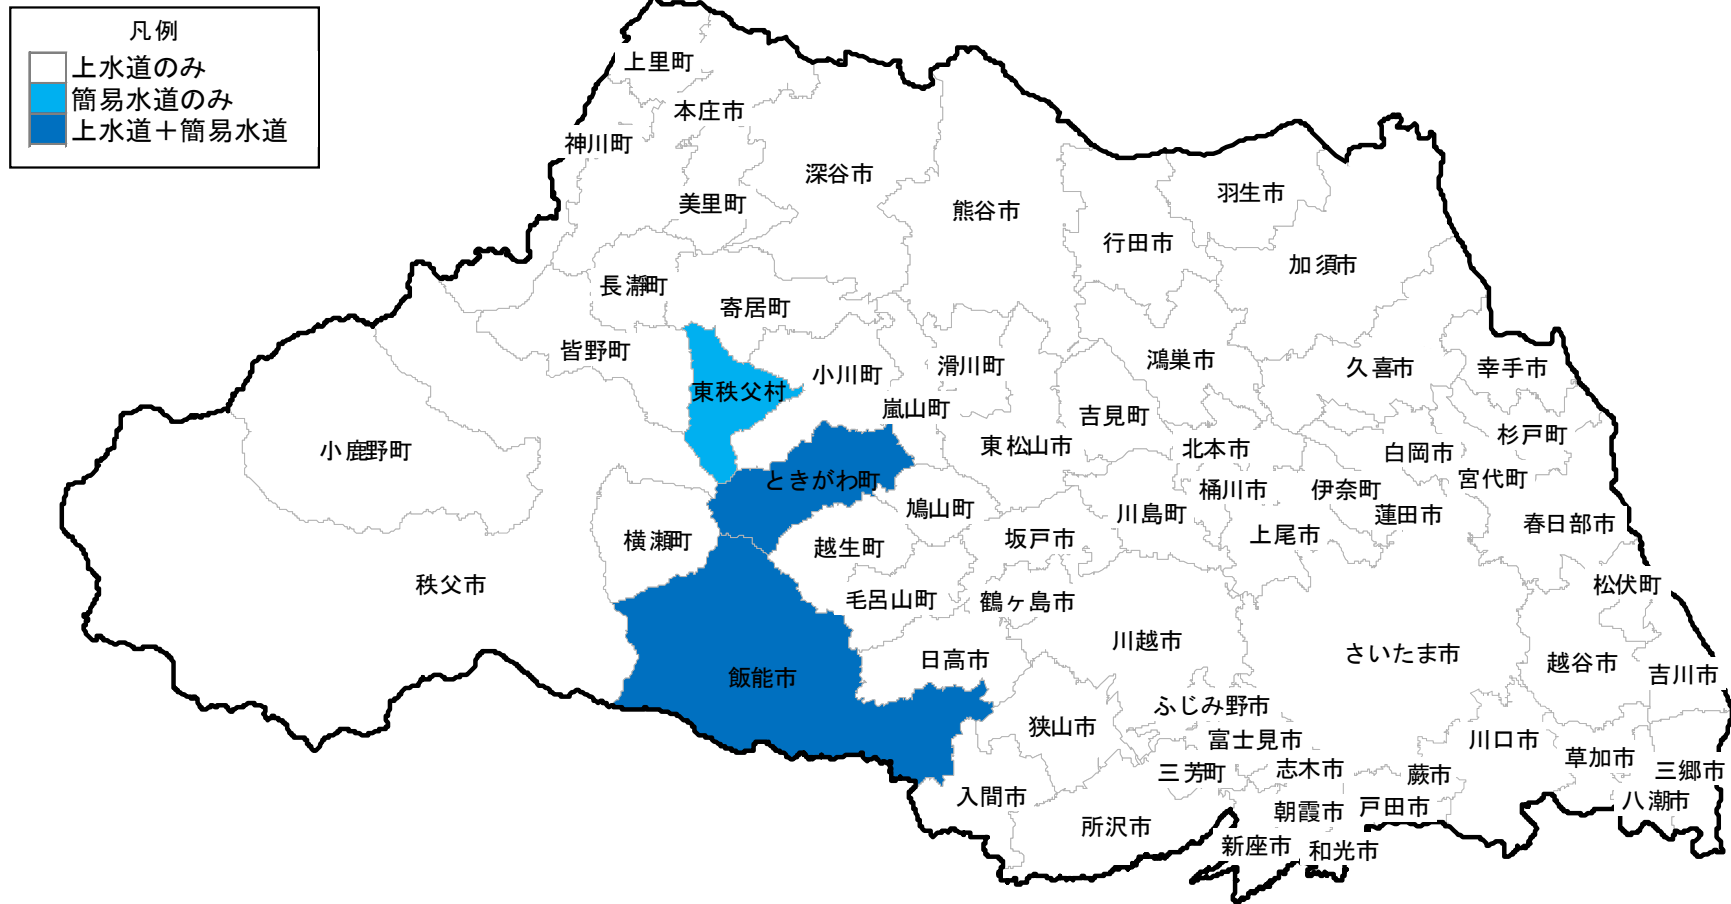 凡例
上水道のみ
簡易水道のみ
上水道＋簡易水道
上里町
本庄市
神川町
深谷市
美里町
熊谷市
羽生市
行田市
加須市
長瀞町
寄居町
皆野町
東秩父村
小川町
滑川町
鴻巣市
久喜市
幸手市
嵐山町
吉見町
小鹿野町
東松山市
北本市
白岡市
杉戸町
ときがわ町
桶川市
伊奈町
宮代町
鳩山町
川島町
蓮田市
春日部市
横瀬町
越生町
坂戸市
上尾市
秩父市
松伏町
毛呂山町
鶴ヶ島市
川越市
さいたま市
日高市
越谷市
吉川市
飯能市
ふじみ野市
狭山市
富士見市
川口市
草加市
三芳町
志木市
蕨市
三郷市
入間市
朝霞市
戸田市
八潮市
所沢市
新座市
和光市